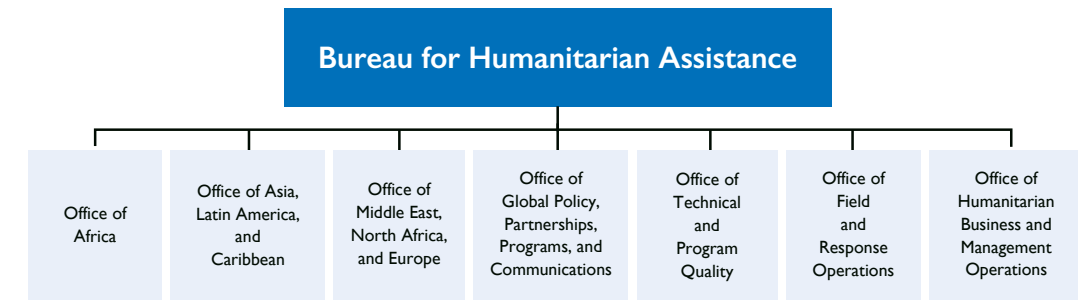 Bureau for Humanitarian Assistance
Office of
Africa
Office of Asia,
Latin America,
and
Caribbean
Office of
Middle East,
North Africa,
and Europe
Office of
Global Policy,
Partnerships,
Programs, and
Communications
Office of
Technical
and
Program
Quality
Office of
Field
and
Response
Operations
Office of
Humanitarian
Business and
Management
Operations